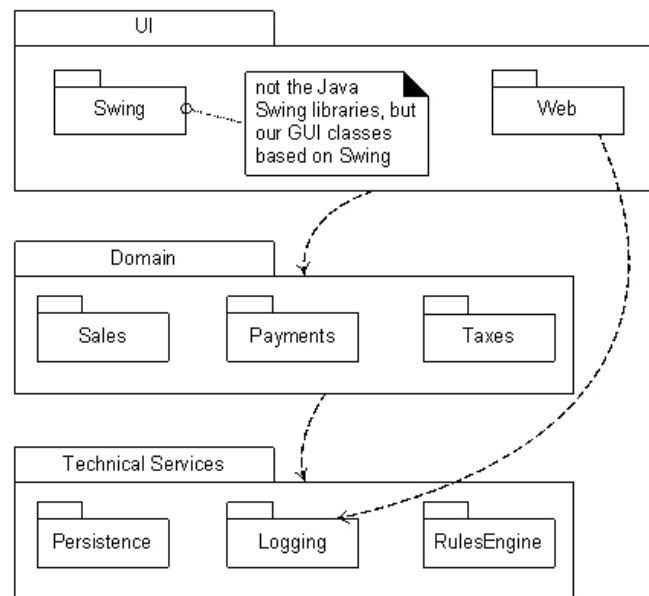 UI
Swing
not the Java
Swing libraries, but
our GUI classes
based on Swing
Web
Domain
Sales
Payments
Taxes
Technical Services
Persistence
Logging
RulesEngine